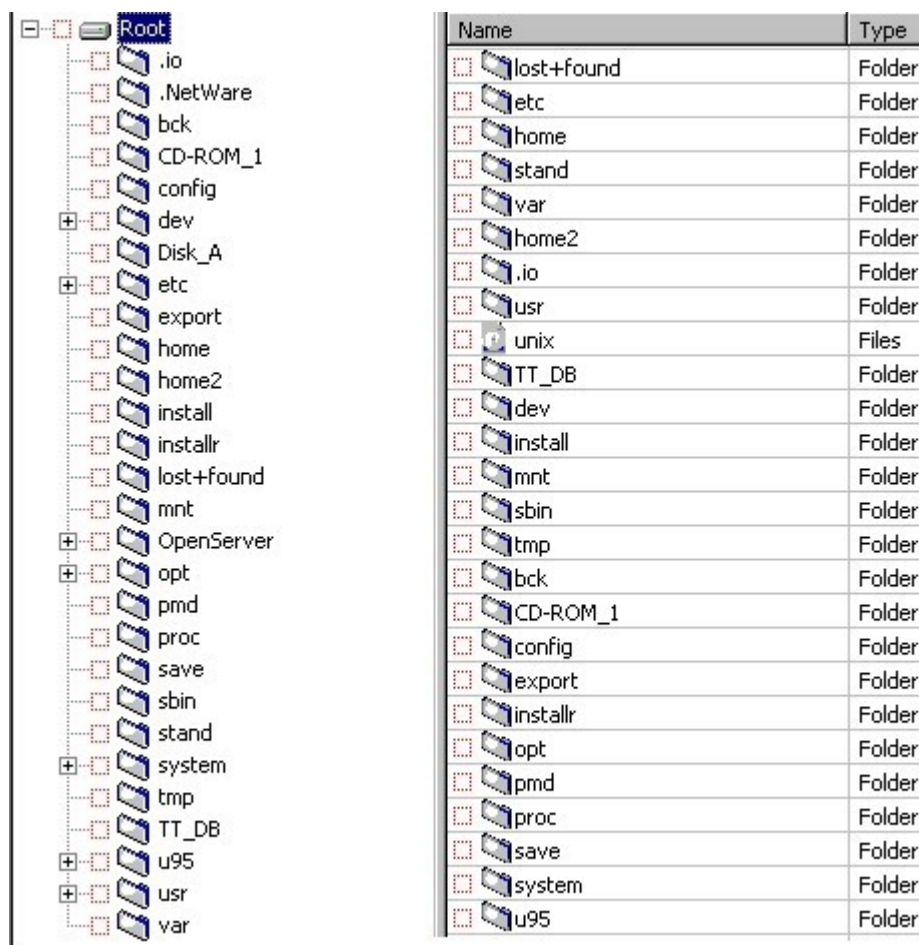 Root
.io
.NetWare
bck
CD-ROM_1
config
dev
Disk_A
etc
export
home
home2
install
installr
lost+found
mnt
OpenServer
opt
pmd
proc
save
sbin
stand
system
tmp
TT_DB
u95
usr
var
Name Type
lost+found Folder
etc Folder
home Folder
stand Folder
var Folder
home2 Folder
.io Folder
usr Folder
unix Files
TT_DB Folder
dev Folder
install Folder
mnt Folder
sbin Folder
tmp Folder
bck Folder
CD-ROM_1 Folder
config Folder
export Folder
installr Folder
opt Folder
pmd Folder
proc Folder
save Folder
system Folder
u95 Folder